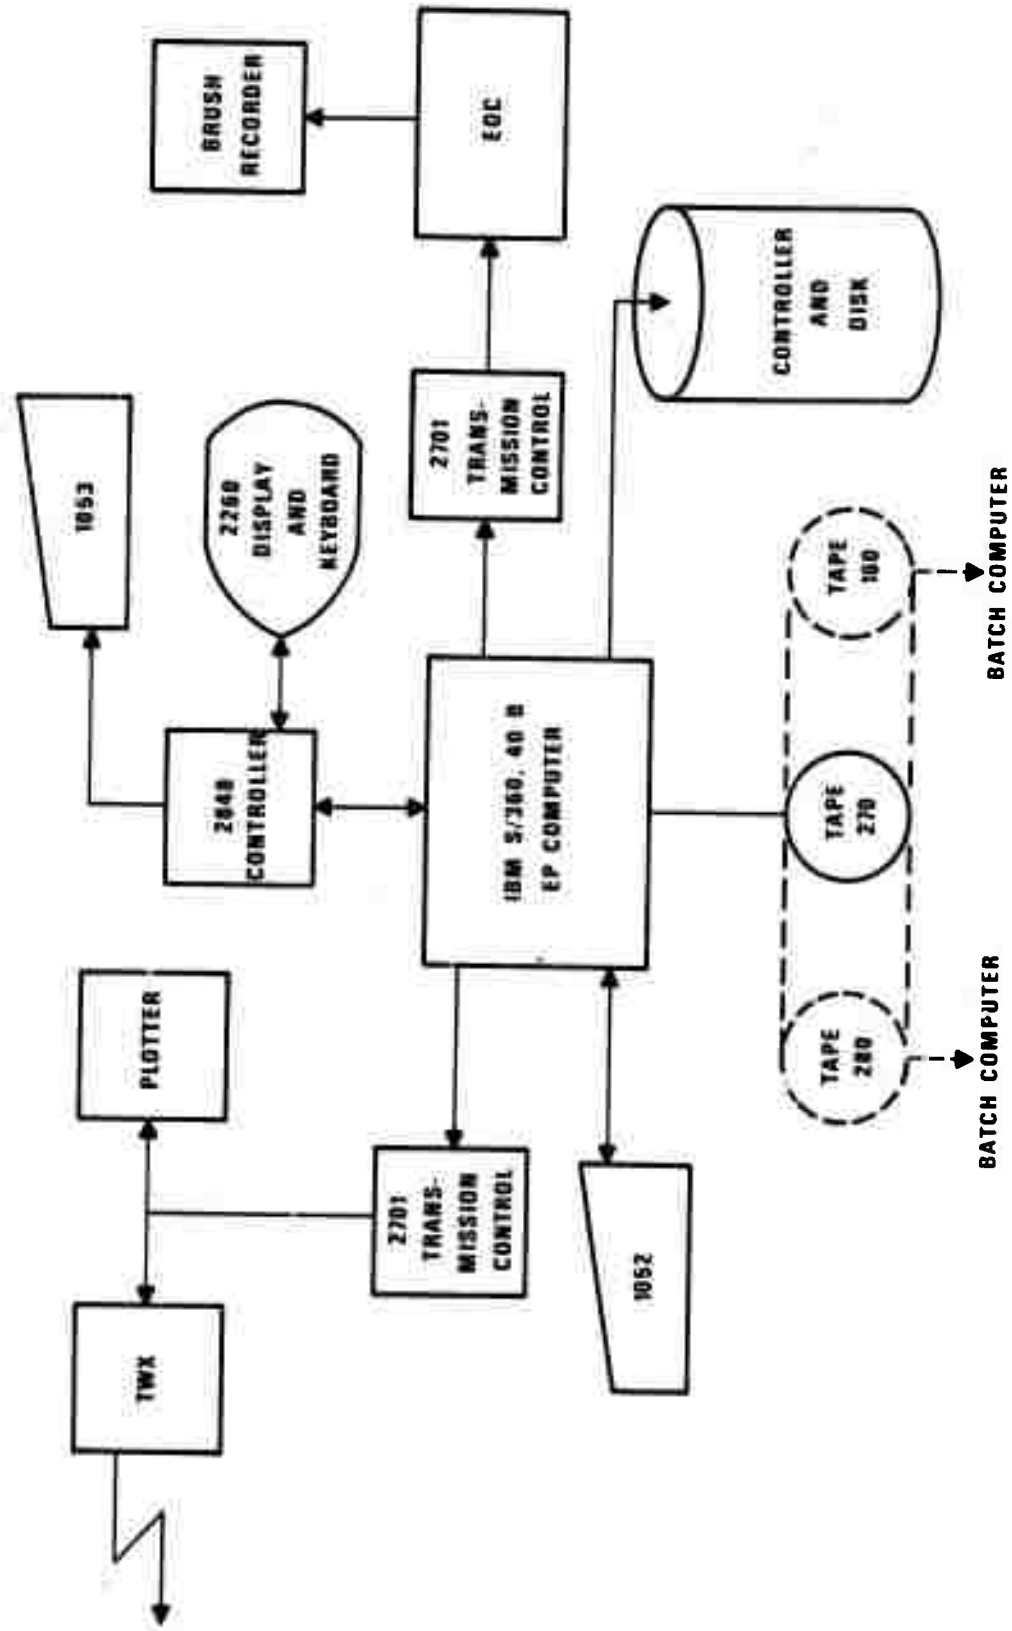 TWX
PLOTTER
2848
CONTROLLER
1053
2260
DISPLAY
AND
KEYBOARD
BRUSH
RECORDER
2701
TRANS-
MISSION
CONTROL
IBM S/360, 40
EP COMPUTER
2701
TRANS-
MISSION
CONTROL
EOC
1052
CONTROLLER
AND
DISK
TAPE
280
TAPE
270
TAPE
180
BATCH COMPUTER
BATCH COMPUTER